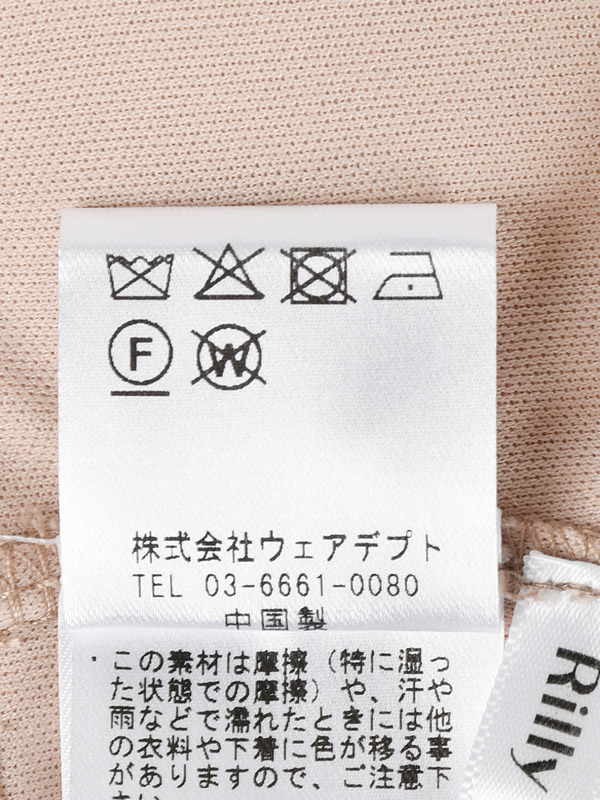 F W
株式会社ウェアデプト
TEL 03-6661-0080
中国製
・この素材は摩擦（特に湿っ
た状態での摩擦）や、汗や
雨などで濡れたときには他
の衣料や下着に色が移る事
がありますので、ご注意下
さい
Rilly